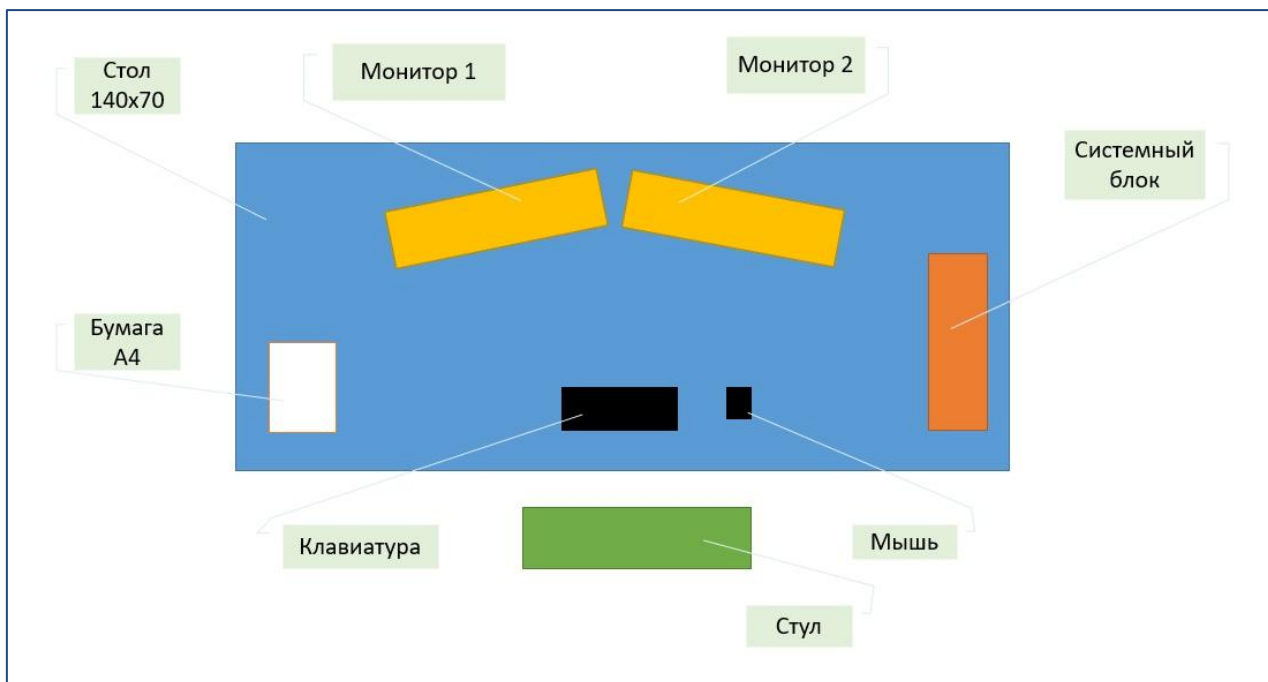 Стол
140х70
Монитор 1
Монитор 2
Системный
блок
Бумага
А4
Клавиатура
Мышь
Стул